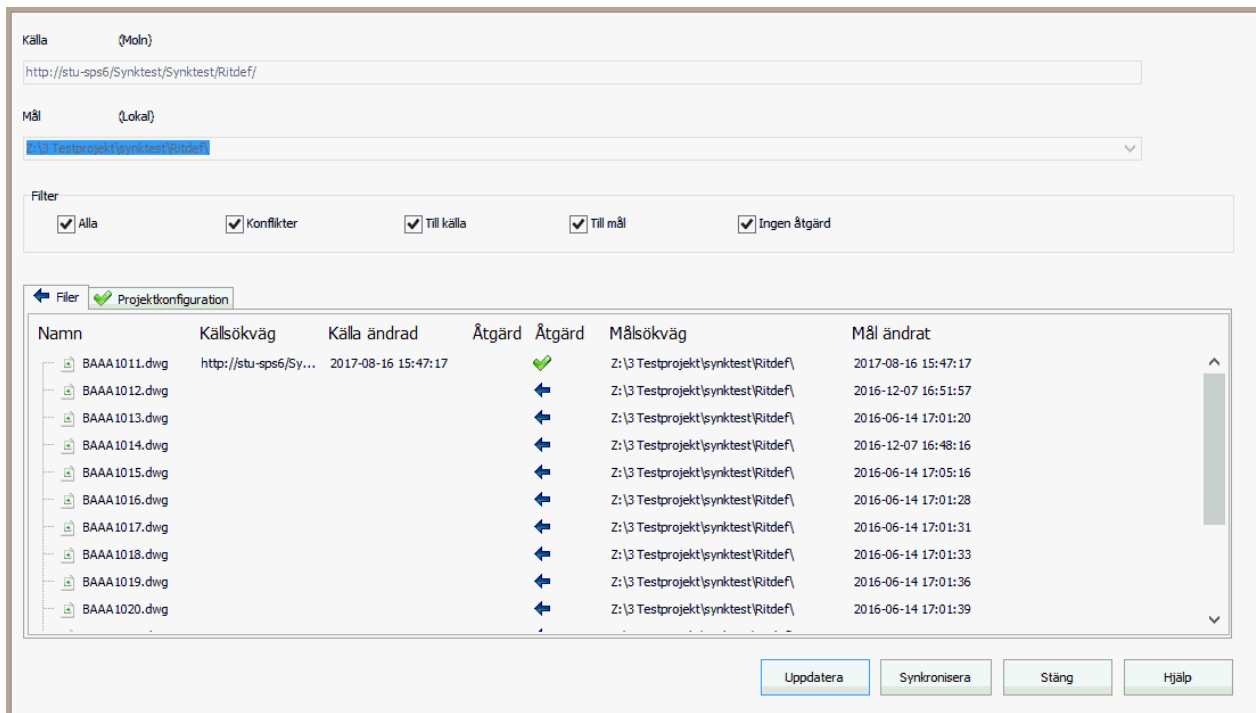 Källa (Moln}
http://stu-sps6/Synktest/Synktest/Ritdef/
Mål (Lokal}
Z:\3 Testprojekt\synktest\Ritdef\
Filter
Alla Konflikter Till källa Till mål Ingen åtgärd
Filer Projektkonfiguration
Namn Källsökväg Källa ändrad Åtgärd Åtgärd Målsökväg Mål ändrat
BAAA1011.dwg http://stu-sps6/Sy... 2017-08-16 15:47:17 Z:\3 Testprojekt\synktest\Ritdef\ 2017-08-16 15:47:17
BAAA1012.dwg Z:\3 Testprojekt\synktest\Ritdef\ 2016-12-07 16:51:57
BAAA1013.dwg Z:\3 Testprojekt\synktest\Ritdef\ 2016-06-14 17:01:20
BAAA1014.dwg Z:\3 Testprojekt\synktest\Ritdef\ 2016-12-07 16:48:16
BAAA1015.dwg Z:\3 Testprojekt\synktest\Ritdef\ 2016-06-14 17:05:16
BAAA1016.dwg Z:\3 Testprojekt\synktest\Ritdef\ 2016-06-14 17:01:28
BAAA1017.dwg Z:\3 Testprojekt\synktest\Ritdef\ 2016-06-14 17:01:31
BAAA1018.dwg Z:\3 Testprojekt\synktest\Ritdef\ 2016-06-14 17:01:33
BAAA1019.dwg Z:\3 Testprojekt\synktest\Ritdef\ 2016-06-14 17:01:36
BAAA1020.dwg Z:\3 Testprojekt\synktest\Ritdef\ 2016-06-14 17:01:39
Uppdatera Synkronisera Stäng Hjälp